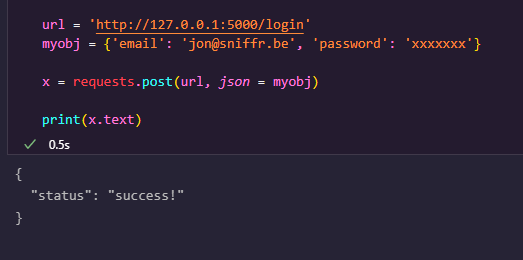 url = 'http://127.0.0.1:5000/login'
myobj = {'email': 'jon@sniffr.be', 'password': 'xxxxxxx'}
x = requests.post(url, json = myobj)
print(x.text)
✓ 0.5s
{
"status": "success!"
}